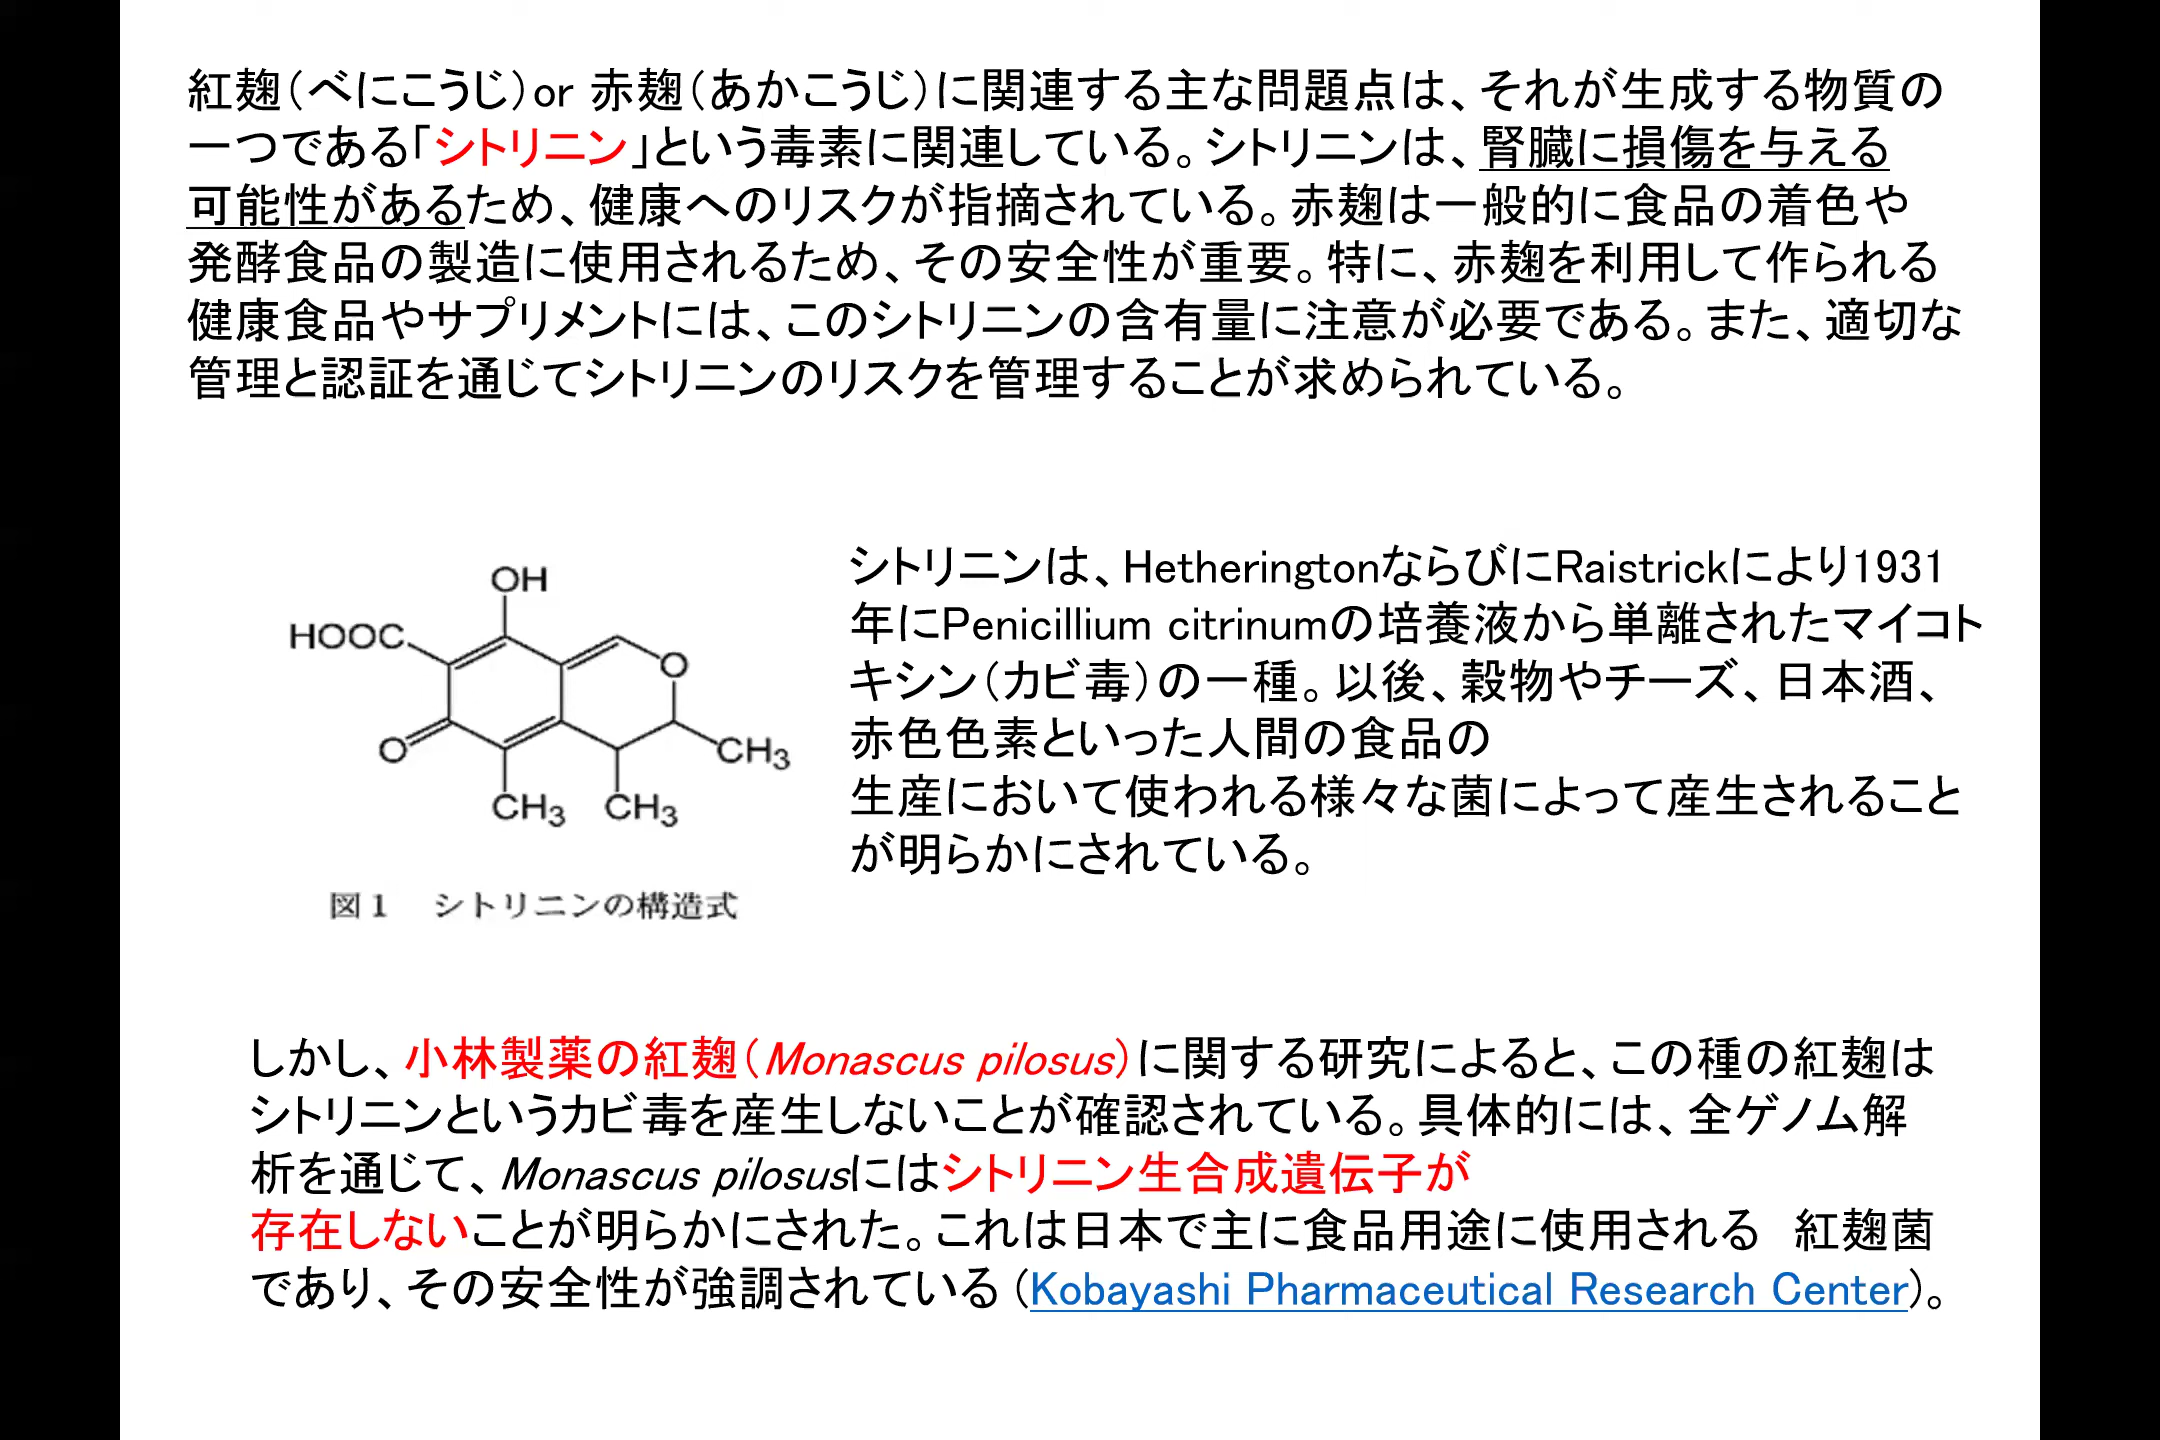 紅麹（べにこうじ）or 赤麹（あかこうじ）に関連する主な問題点は、それが生成する物質の
一つである「シトリニン」という毒素に関連している。シトリニンは、腎臓に損傷を与える
可能性があるため、健康へのリスクが指摘されている。赤麹は一般的に食品の着色や
発酵食品の製造に使用されるため、その安全性が重要。特に、赤麹を利用して作られる
健康食品やサプリメントには、このシトリニンの含有量に注意が必要である。また、適切な
管理と認証を通じてシトリニンのリスクを管理することが求められている。
OH
HOOC
O
O
CH3
CH3
CH3
図１　シトリニンの構造式
シトリニンは、HetheringtonならびにRaistrickにより1931
年にPenicillium citrinumの培養液から単離されたマイコト
キシン（カビ毒）の一種。以後、穀物やチーズ、日本酒、
赤色色素といった人間の食品の
生産において使われる様々な菌によって産生されること
が明らかにされている。
しかし、小林製薬の紅麹（Monascus pilosus）に関する研究によると、この種の紅麹は
シトリニンというカビ毒を産生しないことが確認されている。具体的には、全ゲノム解
析を通じて、Monascus pilosusにはシトリニン生合成遺伝子が
存在しないことが明らかにされた。これは日本で主に食品用途に使用される　紅麹菌
であり、その安全性が強調されている (Kobayashi Pharmaceutical Research Center)。